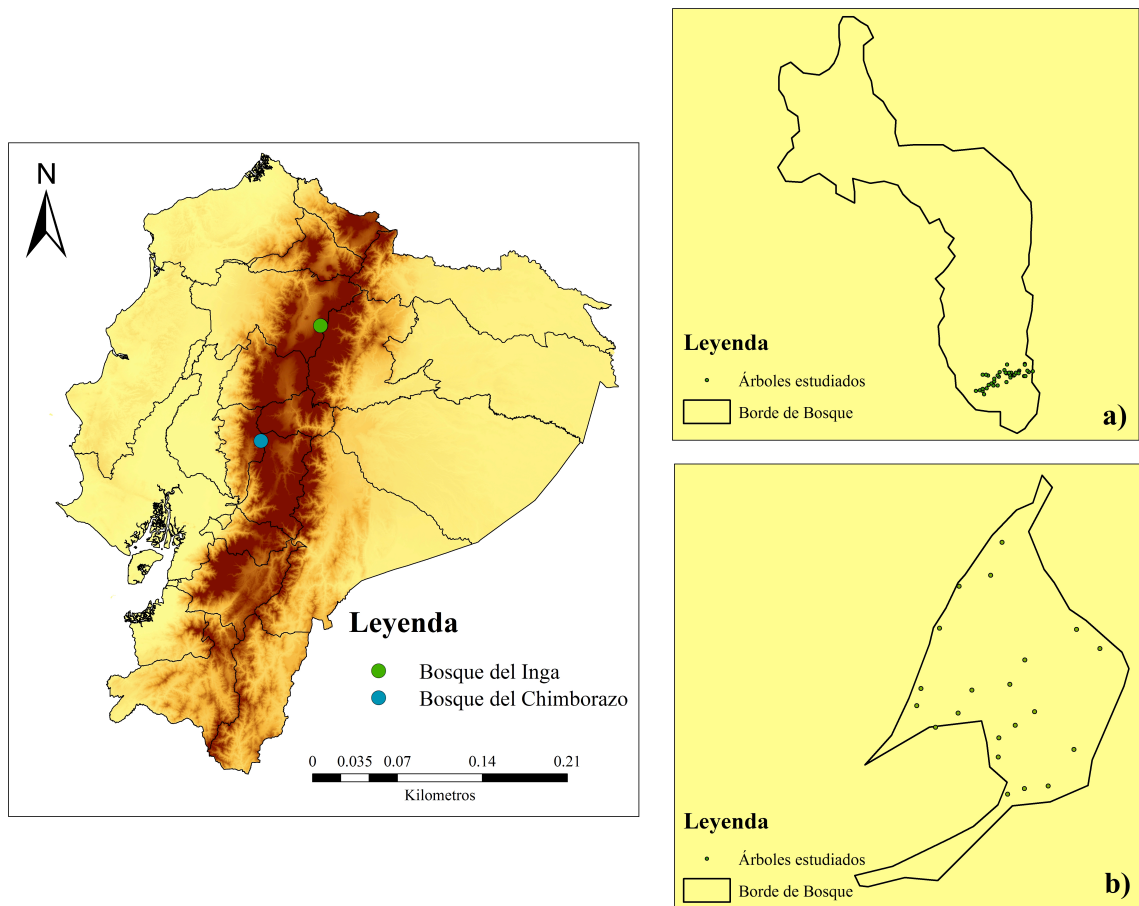 N
Leyenda
Bosque del Inga
Bosque del Chimborazo
0 0.035 0.07 0.14 0.21
Kilometros
Leyenda
Árboles estudiados
Borde de Bosque
a)
Leyenda
Árboles estudiados
Borde de Bosque
b)